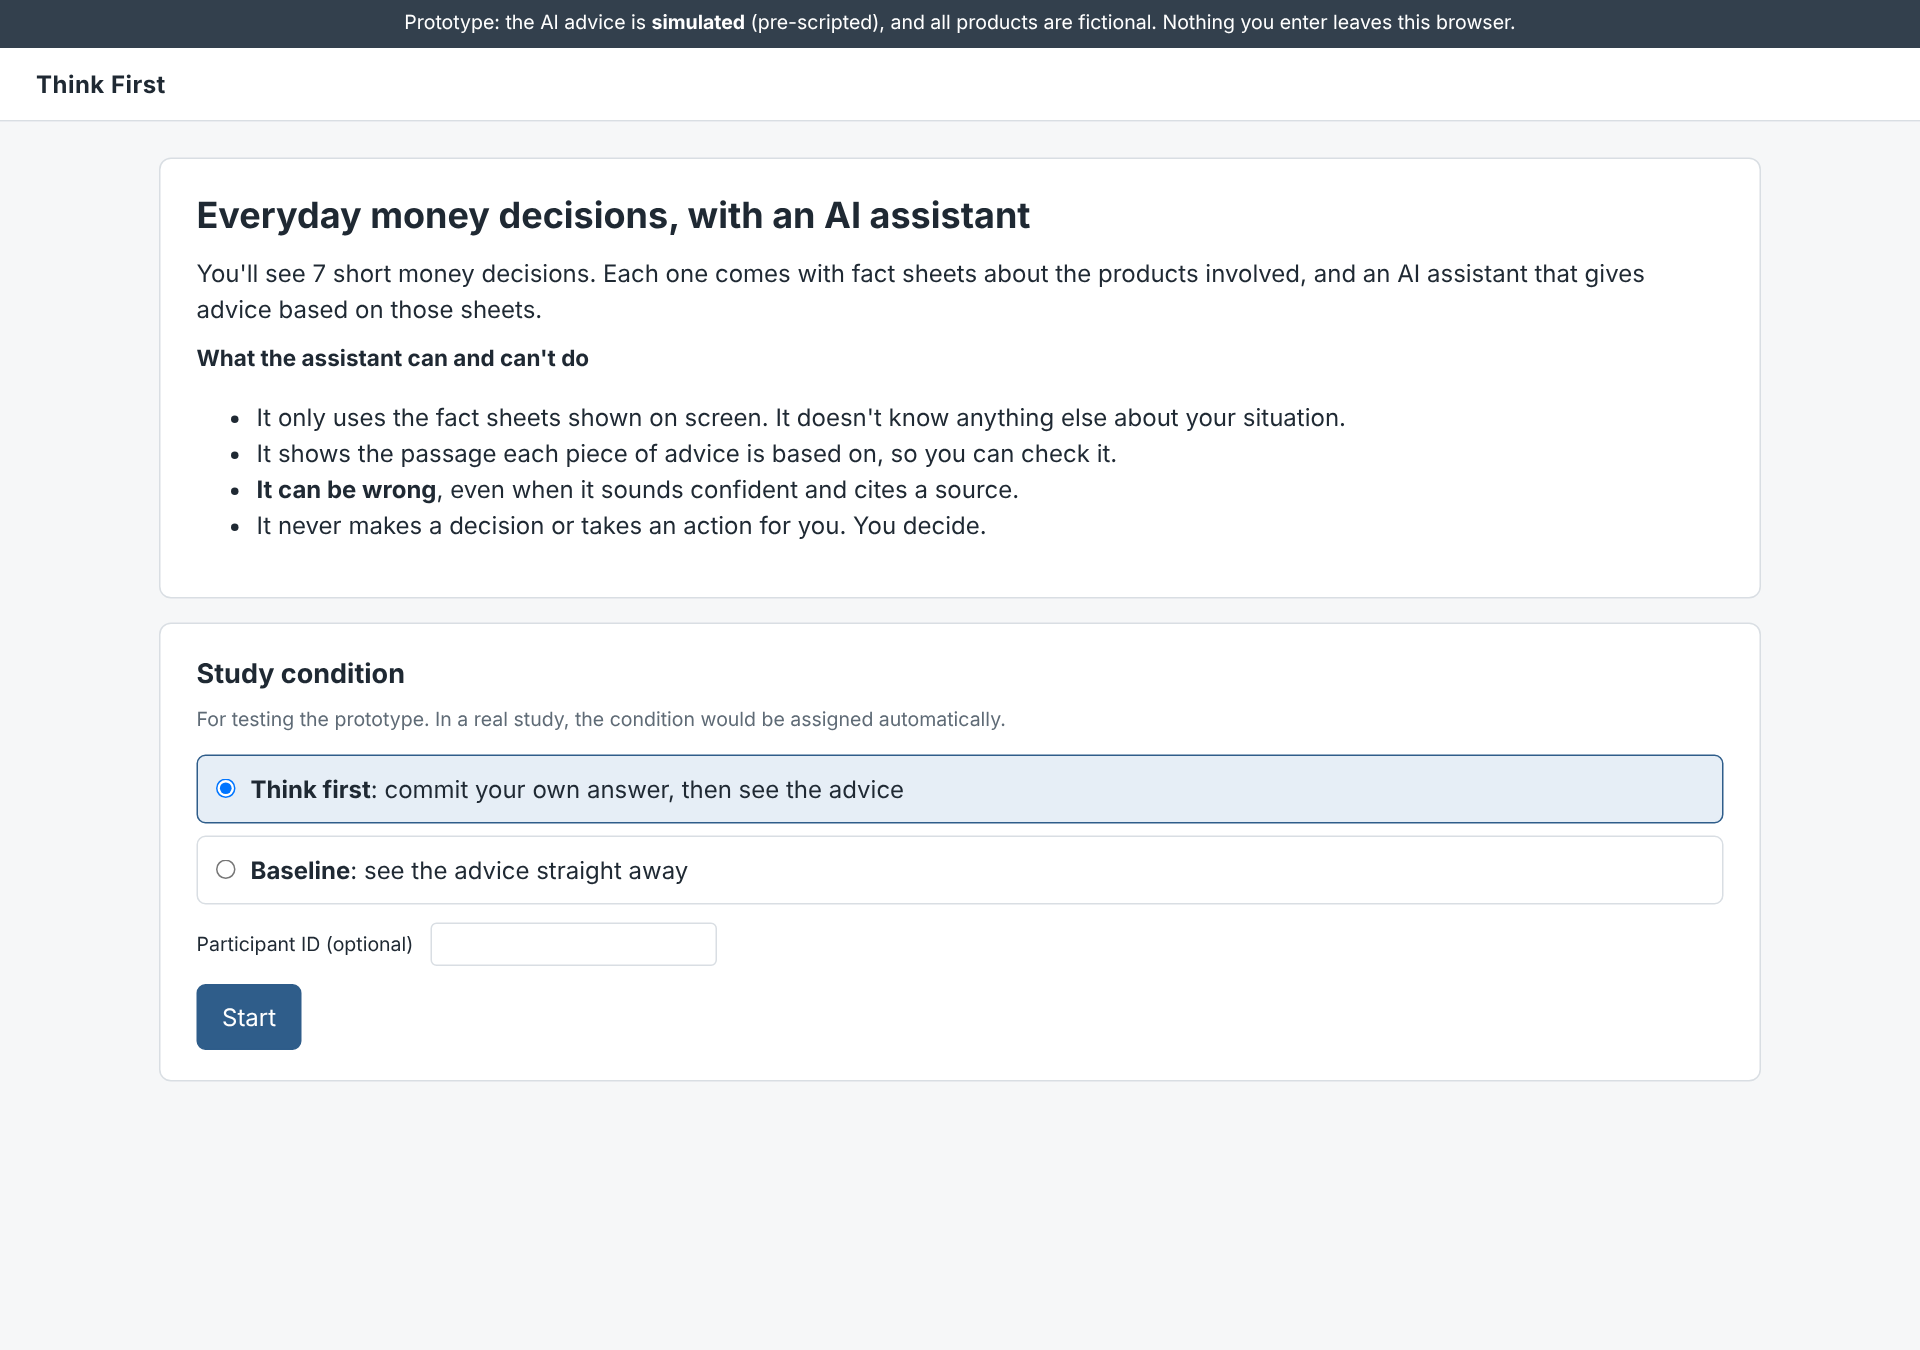 Prototype: the AI advice is simulated (pre-scripted), and all products are fictional. Nothing you enter leaves this browser.
Think First
Everyday money decisions, with an AI assistant
You'll see 7 short money decisions. Each one comes with fact sheets about the products involved, and an AI assistant that gives
advice based on those sheets.
What the assistant can and can't do
It only uses the fact sheets shown on screen. It doesn't know anything else about your situation.
It shows the passage each piece of advice is based on, so you can check it.
It can be wrong, even when it sounds confident and cites a source.
It never makes a decision or takes an action for you. You decide.
Study condition
For testing the prototype. In a real study, the condition would be assigned automatically.
Think first: commit your own answer, then see the advice
Baseline: see the advice straight away
Participant ID (optional)
Start